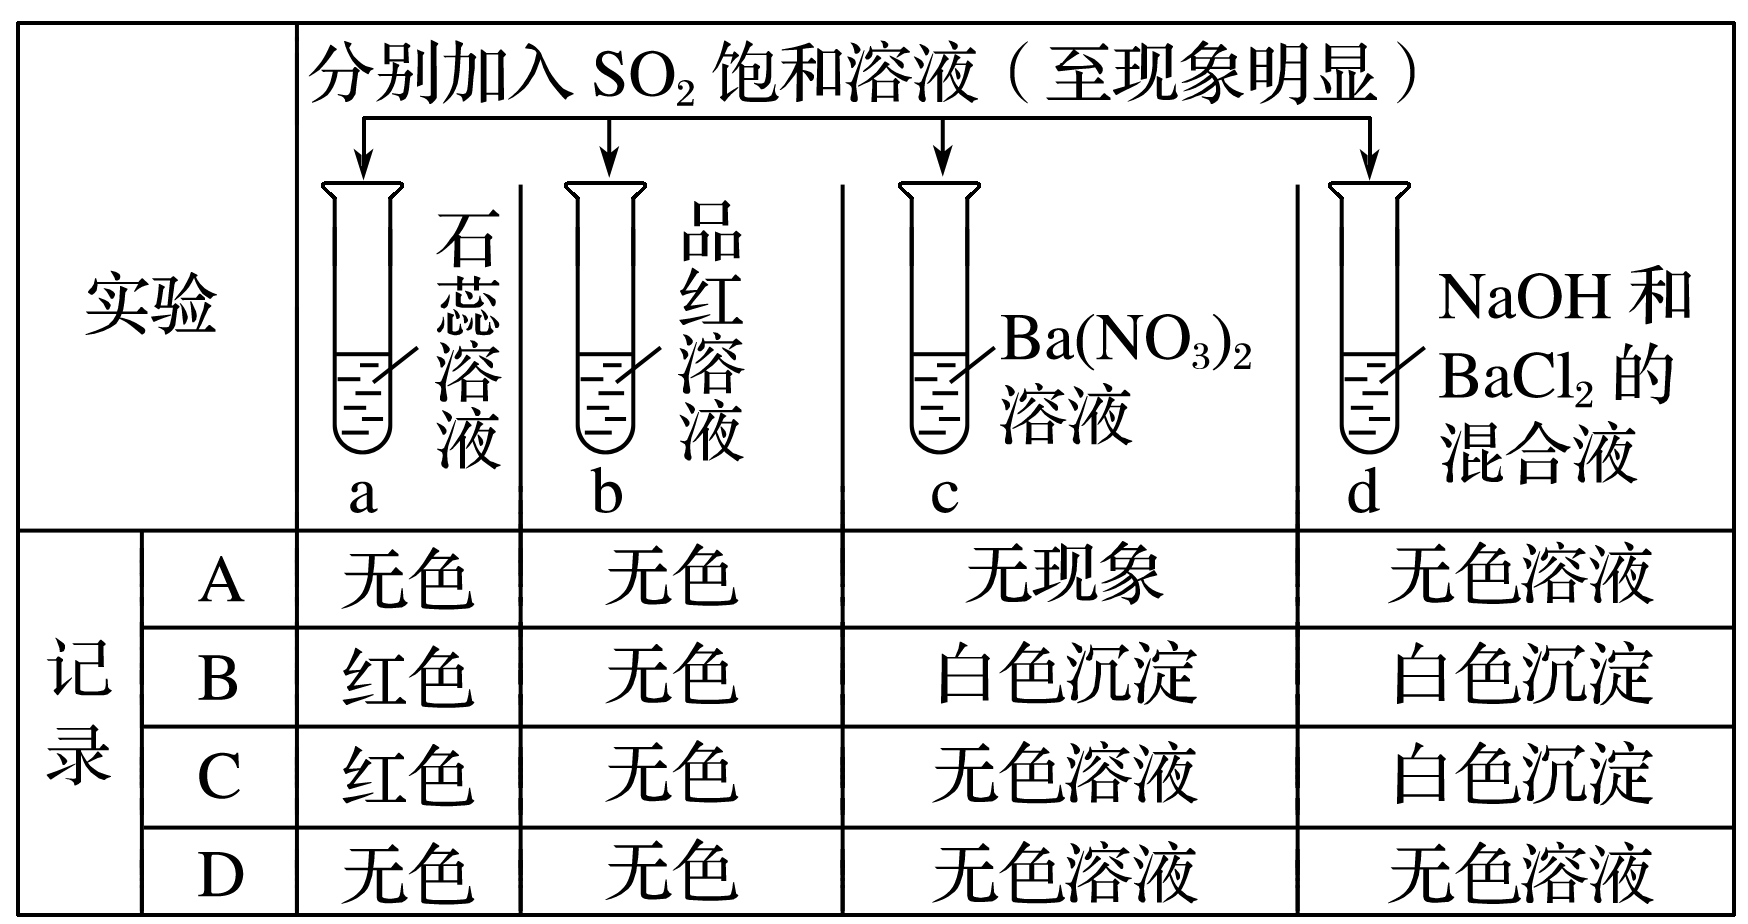 实验
分别加入 SO₂ 饱和溶液（至现象明显）
石蕊溶液
a
品红溶液
b
Ba(NO₃)₂
溶液
c
NaOH 和
BaCl₂ 的
混合液
d
记录
A 无色 无色 无现象 无色溶液
B 红色 无色 白色沉淀 白色沉淀
C 红色 无色 无色溶液 白色沉淀
D 无色 无色 无色溶液 无色溶液